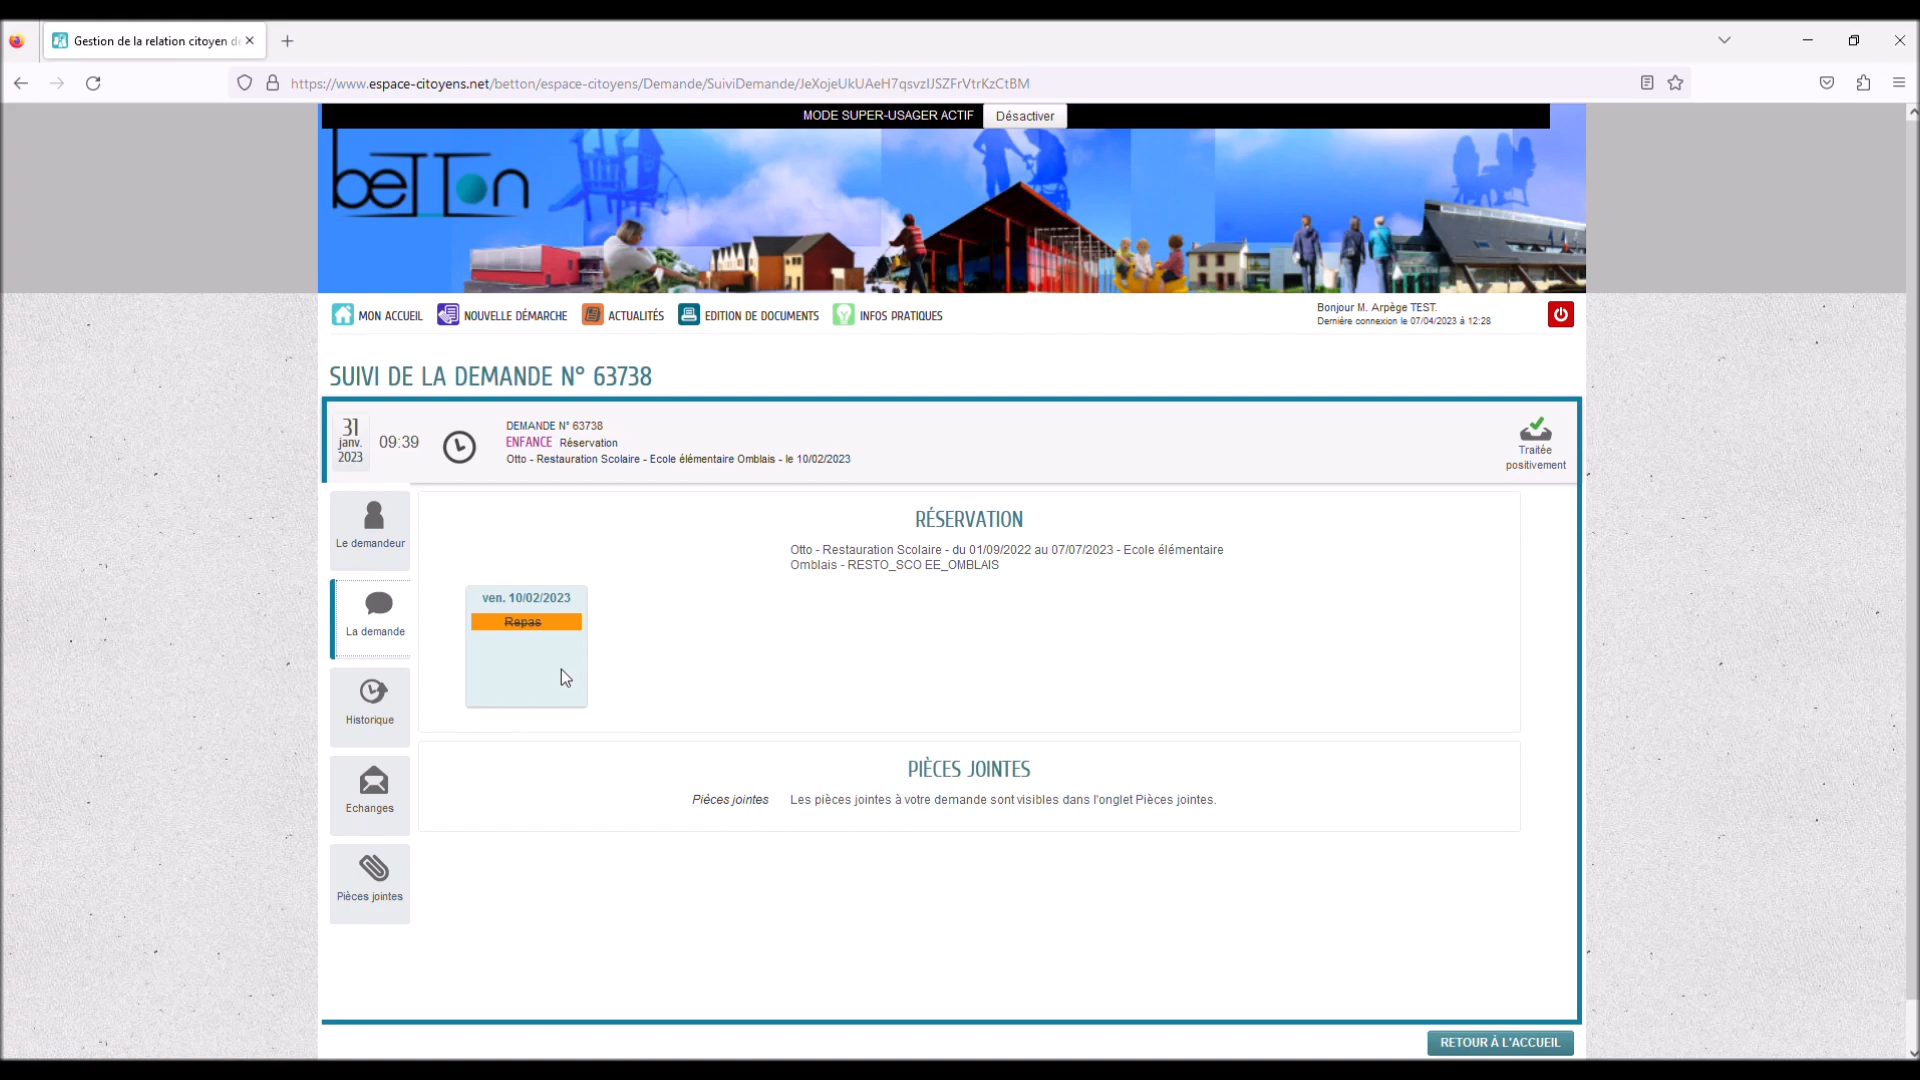 Gestion de la relation citoyen de
https://www.espace-citoyens.net/betton/espace-citoyens/Demande/SuiviDemande/JeXojeUkUAeH7qsvzIJSZFrVtrKzCtBM
MODE SUPER-USAGER ACTIF Désactiver
beTTon
MON ACCUEIL NOUVELLE DÉMARCHE ACTUALITÉS EDITION DE DOCUMENTS INFOS PRATIQUES
Bonjour M. Arpège TEST.
Dernière connexion le 07/04/2023 à 12:28
SUIVI DE LA DEMANDE N° 63738
31
janv.
2023
09:39
DEMANDE N° 63738
ENFANCE Réservation
Otto - Restauration Scolaire - Ecole élémentaire Omblais - le 10/02/2023
Traitée
positivement
Le demandeur
La demande
Historique
Echanges
Pièces jointes
RÉSERVATION
Otto - Restauration Scolaire - du 01/09/2022 au 07/07/2023 - Ecole élémentaire
Omblais - RESTO_SCO EE_OMBLAIS
ven. 10/02/2023
Repas
PIÈCES JOINTES
Pièces jointes Les pièces jointes à votre demande sont visibles dans l'onglet Pièces jointes.
RETOUR À L'ACCUEIL